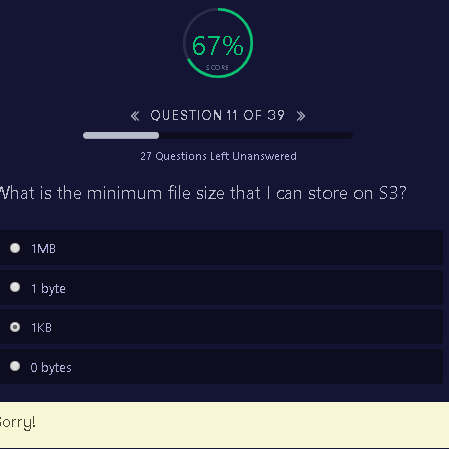 67%
SCORE
« QUESTION 11 OF 39 »
27 Questions Left Unanswered
What is the minimum file size that I can store on S3?
1MB
1 byte
1KB
0 bytes
Sorry!